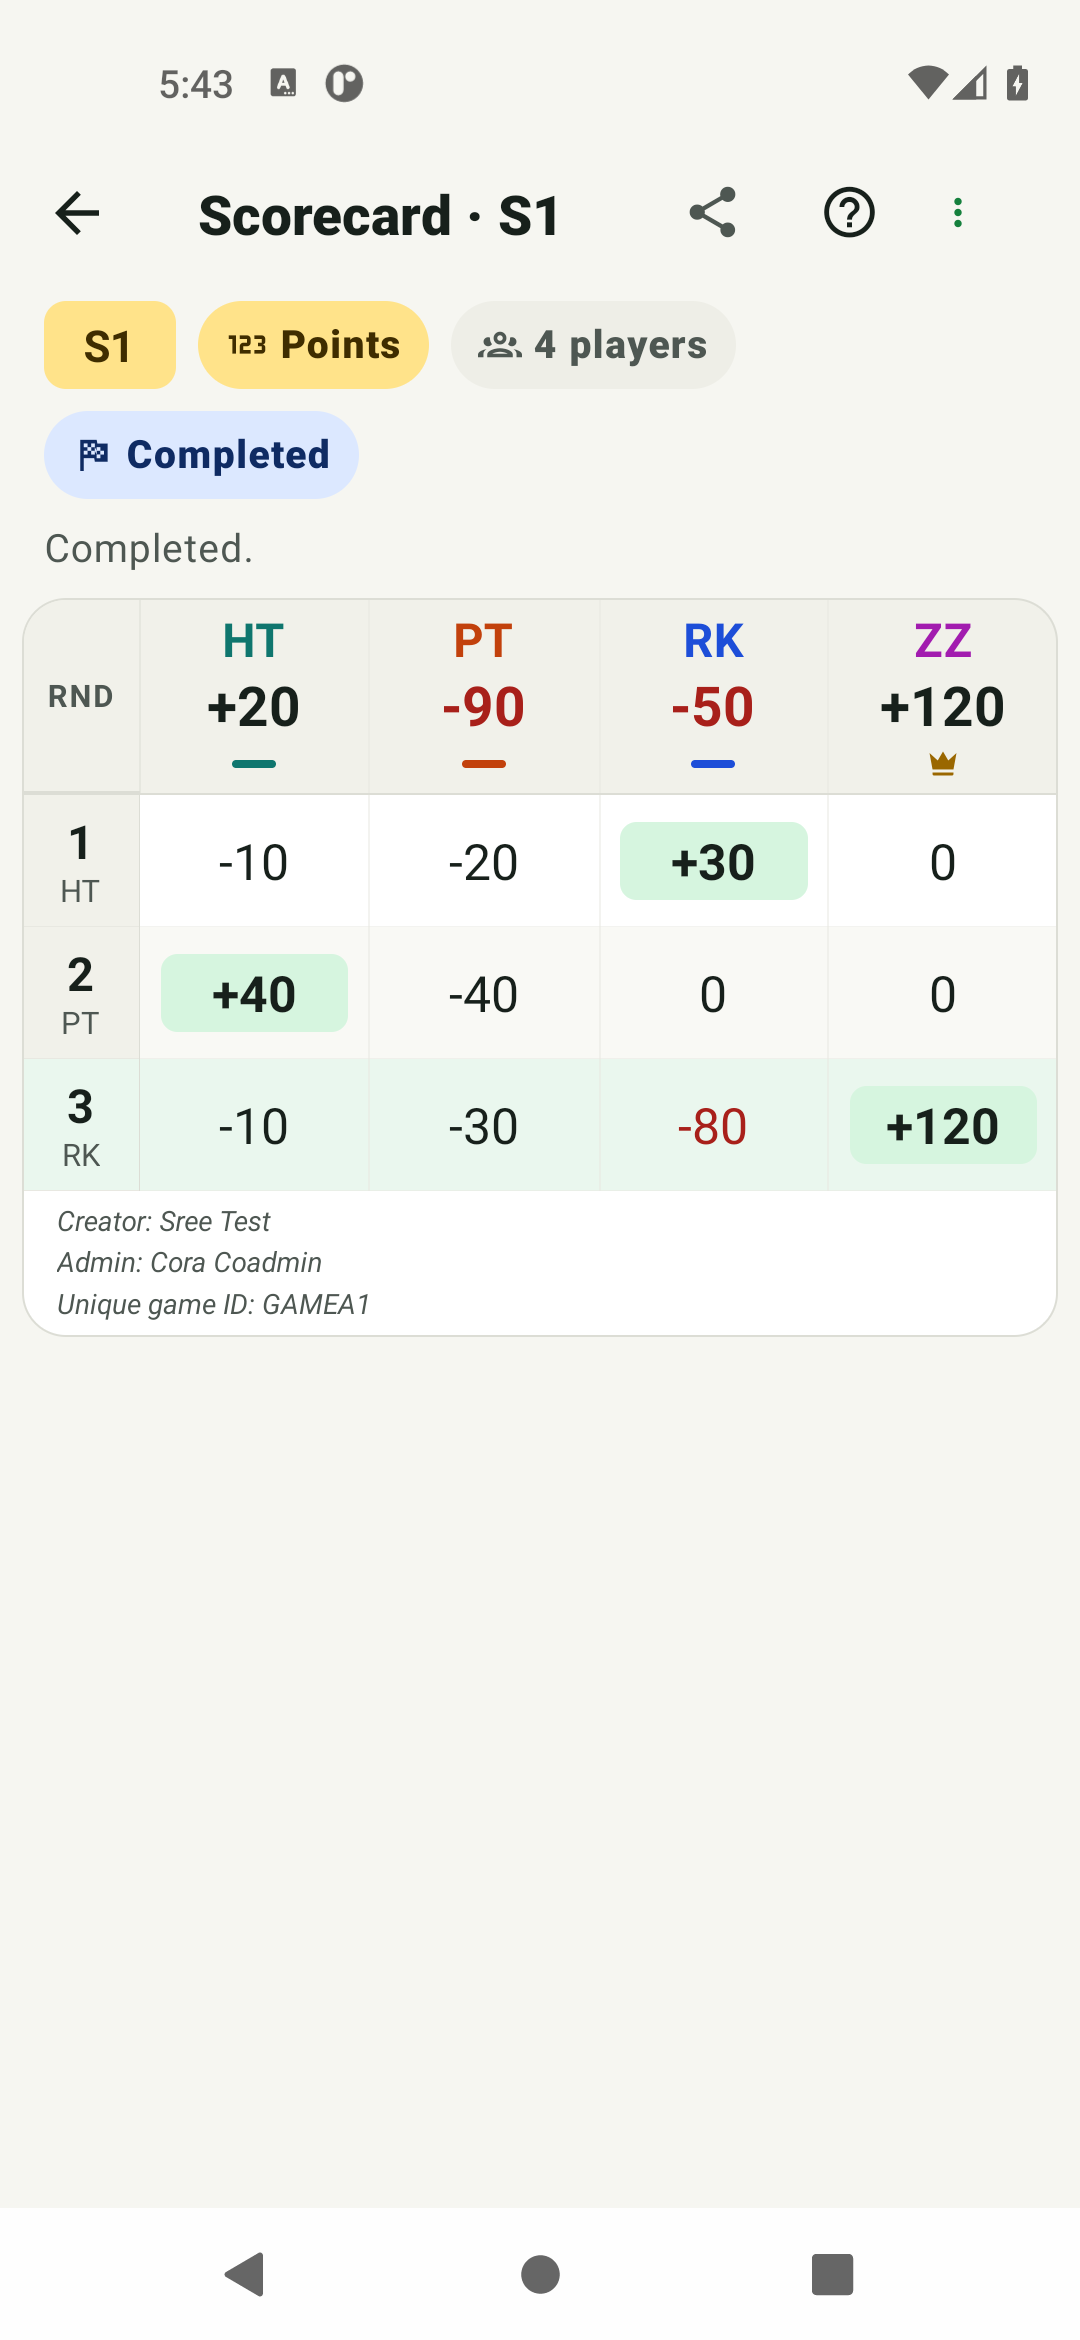 5:43
Scorecard · S1
S1
123 Points
4 players
Completed
Completed.
RND HT PT RK ZZ
+20 -90 -50 +120
1 -10 -20 +30 0
HT
2 +40 -40 0 0
PT
3 -10 -30 -80 +120
RK
Creator: Sree Test
Admin: Cora Coadmin
Unique game ID: GAMEA1